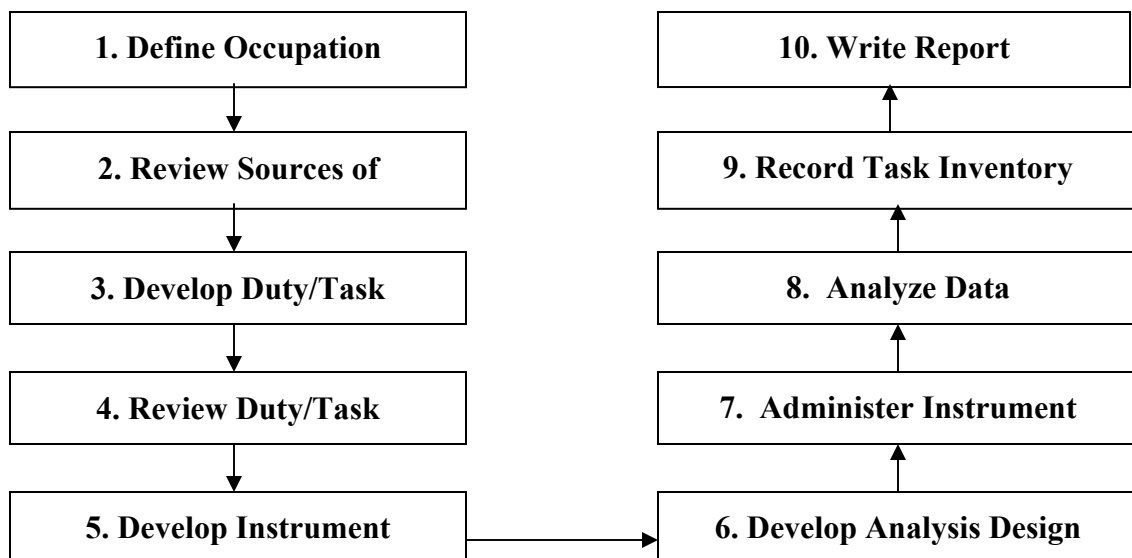 1. Define Occupation
2. Review Sources of
3. Develop Duty/Task
4. Review Duty/Task
5. Develop Instrument
6. Develop Analysis Design
7. Administer Instrument
8. Analyze Data
9. Record Task Inventory
10. Write Report